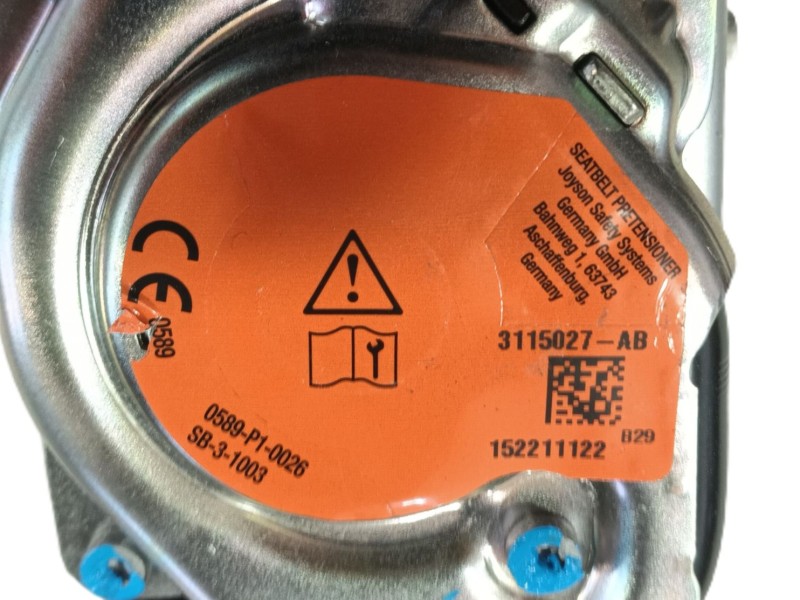 SEATBELT PRETENSIONER
Joyson Safety Systems
Germany GmbH
Bahnweg 1, 63743
Aschaffenburg,
Germany
CE
0589
3115027-AB
B29
152211122
0589-P1-0026
SB-3-1003